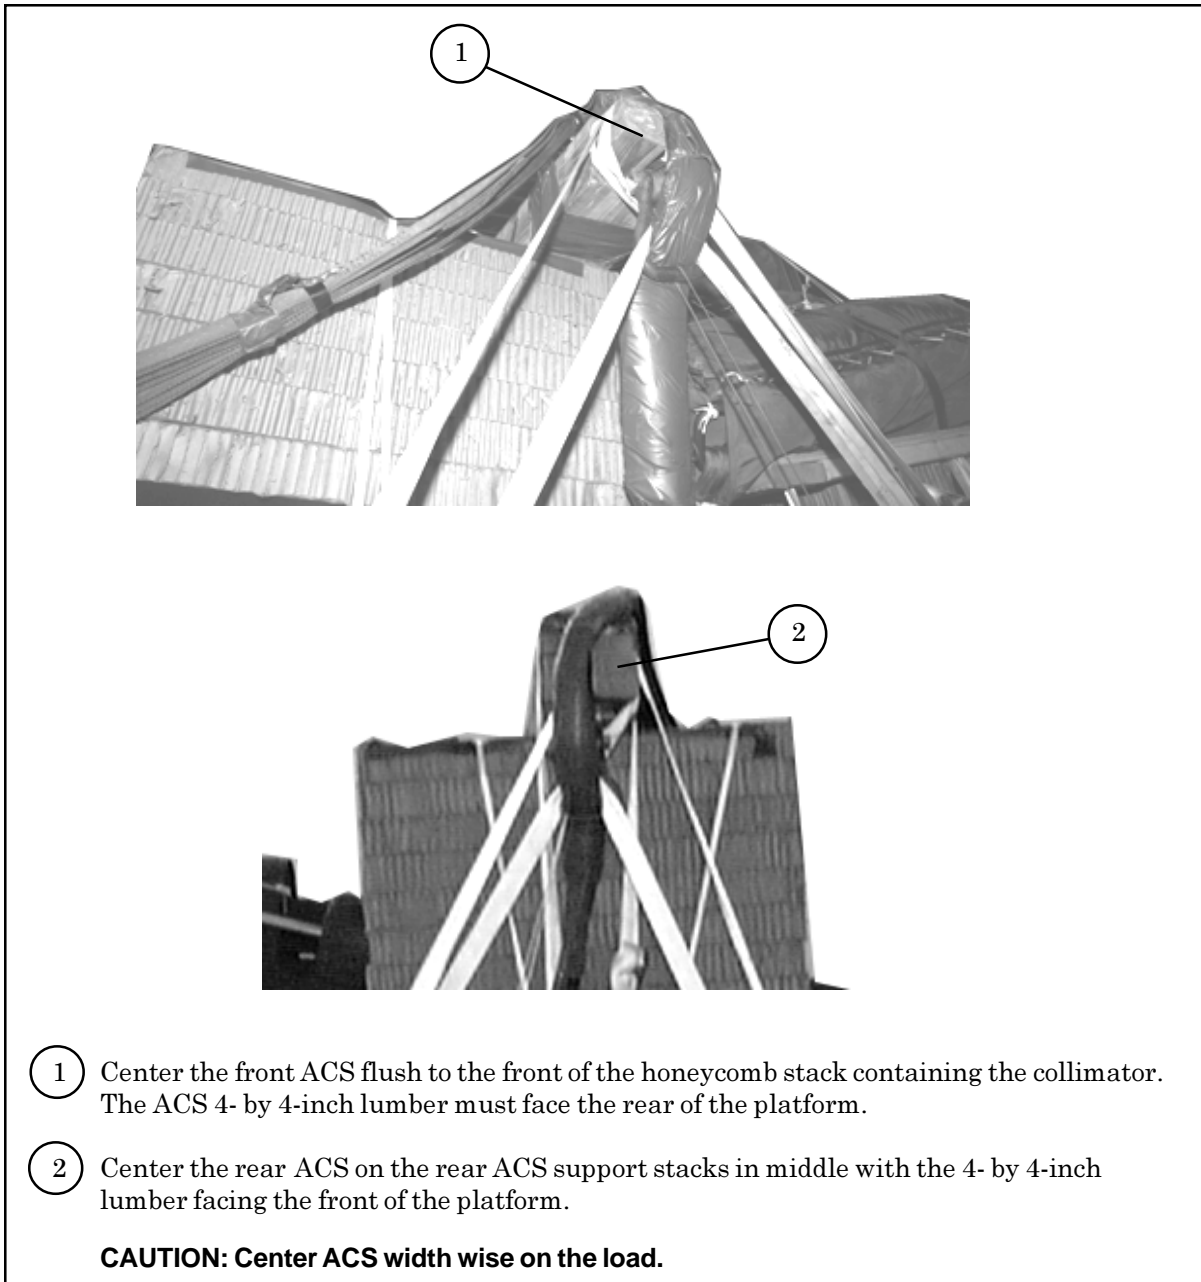 1
2
1 Center the front ACS flush to the front of the honeycomb stack containing the collimator.
The ACS 4- by 4-inch lumber must face the rear of the platform.
2 Center the rear ACS on the rear ACS support stacks in middle with the 4- by 4-inch
lumber facing the front of the platform.
CAUTION: Center ACS width wise on the load.